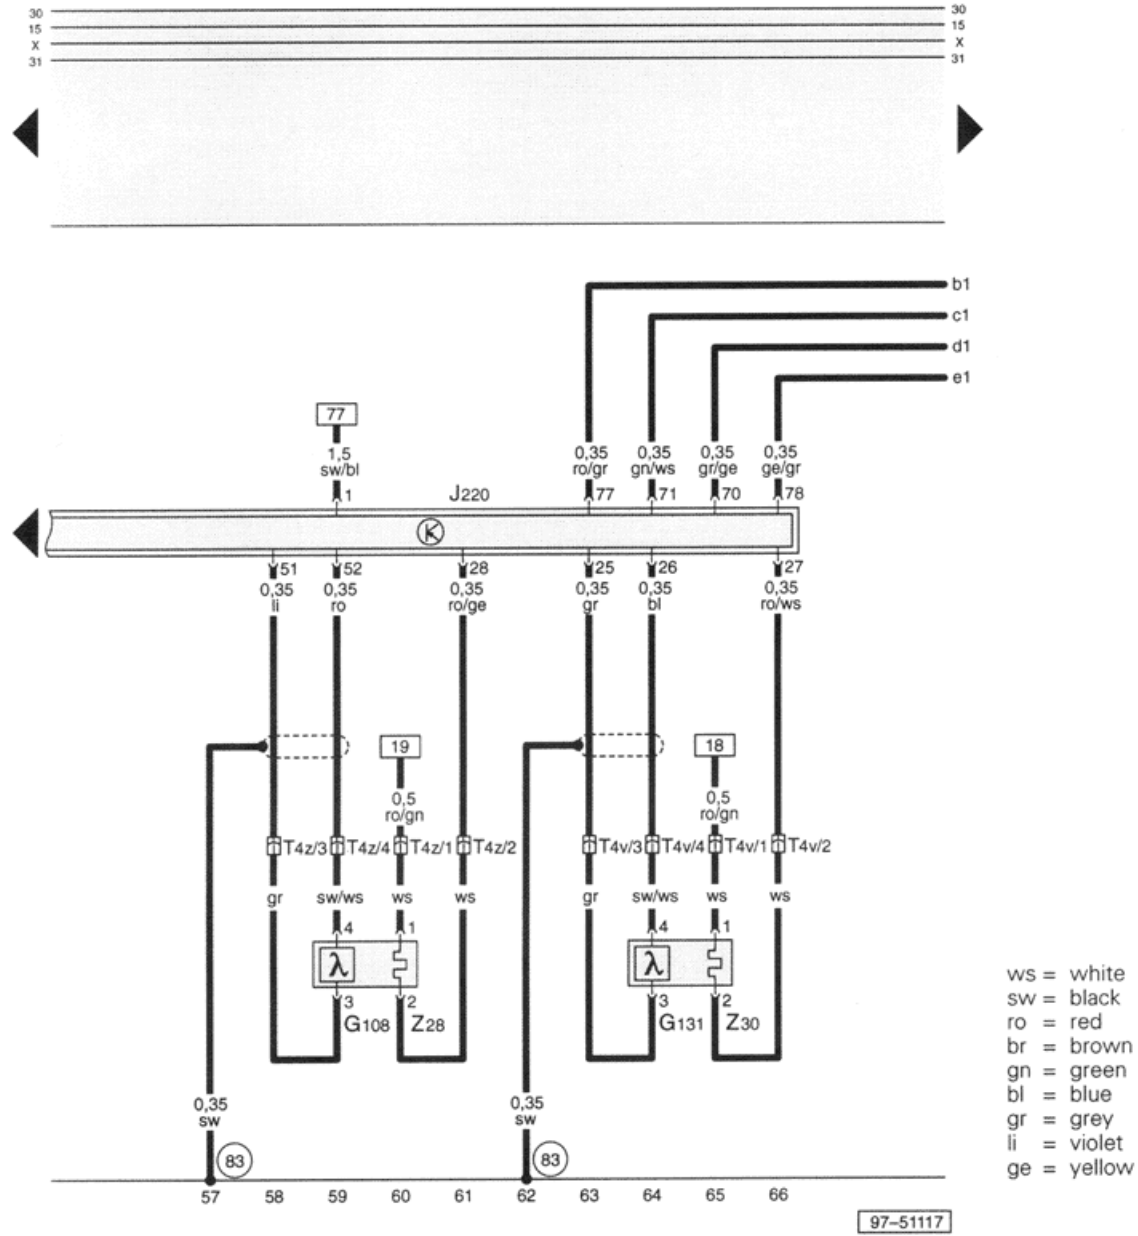 30 30
15 15
X X
31 31
b1
c1
d1
e1
77
1,5 0,35 0,35 0,35 0,35
sw/bl ro/gr gn/ws gr/ge ge/gr
1 J220 77 71 70 78
K
51 52 28 25 26 27
0,35 0,35 0,35 0,35 0,35 0,35
li ro ro/ge gr bl ro/ws
19 18
0,5 0,5
ro/gn ro/gn
T4z/3 T4z/4 T4z/1 T4z/2 T4v/3 T4v/4 T4v/1 T4v/2
gr sw/ws ws ws gr sw/ws ws ws
4 1 4 1
λ λ
3 2 3 2
G108 Z28 G131 Z30
ws = white
sw = black
ro = red
br = brown
gn = green
bl = blue
gr = grey
li = violet
ge = yellow
0,35 0,35
sw sw
83 83
57 58 59 60 61 62 63 64 65 66
97-51117